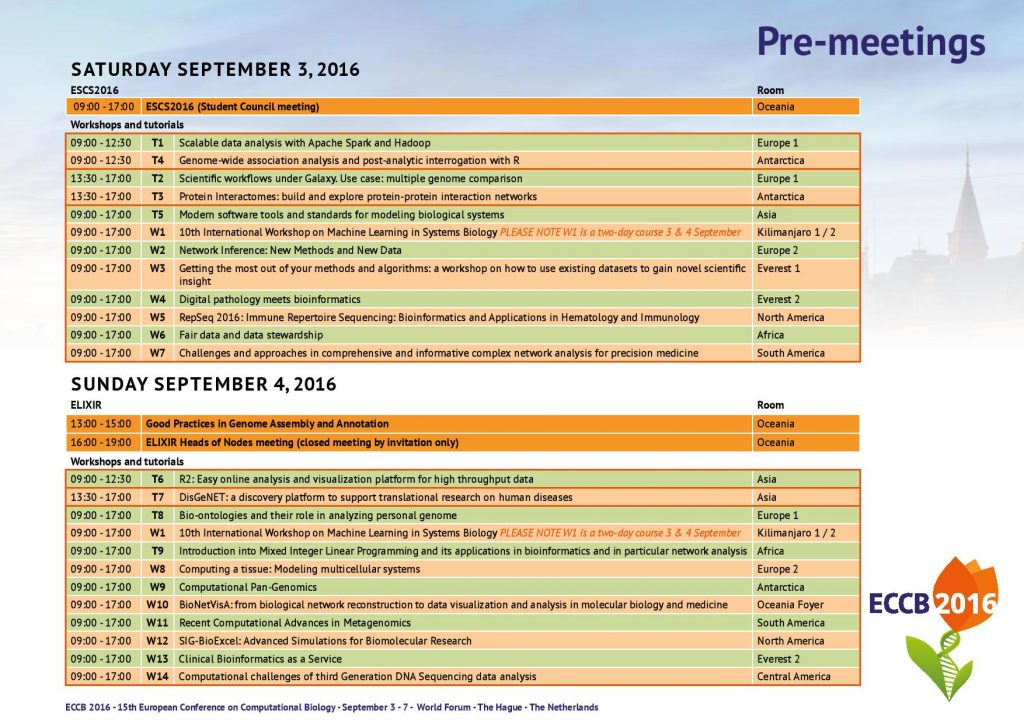 Pre-meetings
SATURDAY SEPTEMBER 3, 2016
ESCS2016 Room
09:00 - 17:00 ESCS2016 (Student Council meeting) Oceania
Workshops and tutorials
09:00 - 12:30 T1 Scalable data analysis with Apache Spark and Hadoop Europe 1
09:00 - 12:30 T4 Genome-wide association analysis and post-analytic interrogation with R Antarctica
13:30 - 17:00 T2 Scientific workflows under Galaxy. Use case: multiple genome comparison Europe 1
13:30 - 17:00 T3 Protein Interactomes: build and explore protein-protein interaction networks Antarctica
09:00 - 17:00 T5 Modern software tools and standards for modeling biological systems Asia
09:00 - 17:00 W1 10th International Workshop on Machine Learning in Systems Biology PLEASE NOTE W1 is a two-day course 3 & 4 September Kilimanjaro 1 / 2
09:00 - 17:00 W2 Network Inference: New Methods and New Data Europe 2
09:00 - 17:00 W3 Getting the most out of your methods and algorithms: a workshop on how to use existing datasets to gain novel scientific Everest 1
insight
09:00 - 17:00 W4 Digital pathology meets bioinformatics Everest 2
09:00 - 17:00 W5 RepSeq 2016: Immune Repertoire Sequencing: Bioinformatics and Applications in Hematology and Immunology North America
09:00 - 17:00 W6 Fair data and data stewardship Africa
09:00 - 17:00 W7 Challenges and approaches in comprehensive and informative complex network analysis for precision medicine South America
SUNDAY SEPTEMBER 4, 2016
ELIXIR Room
13:00 - 15:00 Good Practices in Genome Assembly and Annotation Oceania
16:00 - 19:00 ELIXIR Heads of Nodes meeting (closed meeting by invitation only) Oceania
Workshops and tutorials
09:00 - 12:30 T6 R2: Easy online analysis and visualization platform for high throughput data Asia
13:30 - 17:00 T7 DisGeNET: a discovery platform to support translational research on human diseases Asia
09:00 - 17:00 T8 Bio-ontologies and their role in analyzing personal genome Europe 1
09:00 - 17:00 W1 10th International Workshop on Machine Learning in Systems Biology PLEASE NOTE W1 is a two-day course 3 & 4 September Kilimanjaro 1 / 2
09:00 - 17:00 T9 Introduction into Mixed Integer Linear Programming and its applications in bioinformatics and in particular network analysis Africa
09:00 - 17:00 W8 Computing a tissue: Modeling multicellular systems Europe 2
09:00 - 17:00 W9 Computational Pan-Genomics Antarctica
09:00 - 17:00 W10 BioNetVisA: from biological network reconstruction to data visualization and analysis in molecular biology and medicine Oceania Foyer
09:00 - 17:00 W11 Recent Computational Advances in Metagenomics South America
09:00 - 17:00 W12 SIG-BioExcel: Advanced Simulations for Biomolecular Research North America
09:00 - 17:00 W13 Clinical Bioinformatics as a Service Everest 2
09:00 - 17:00 W14 Computational challenges of third Generation DNA Sequencing data analysis Central America
ECCB 2016
ECCB 2016 - 15th European Conference on Computational Biology - September 3 - 7 - World Forum - The Hague - The Netherlands